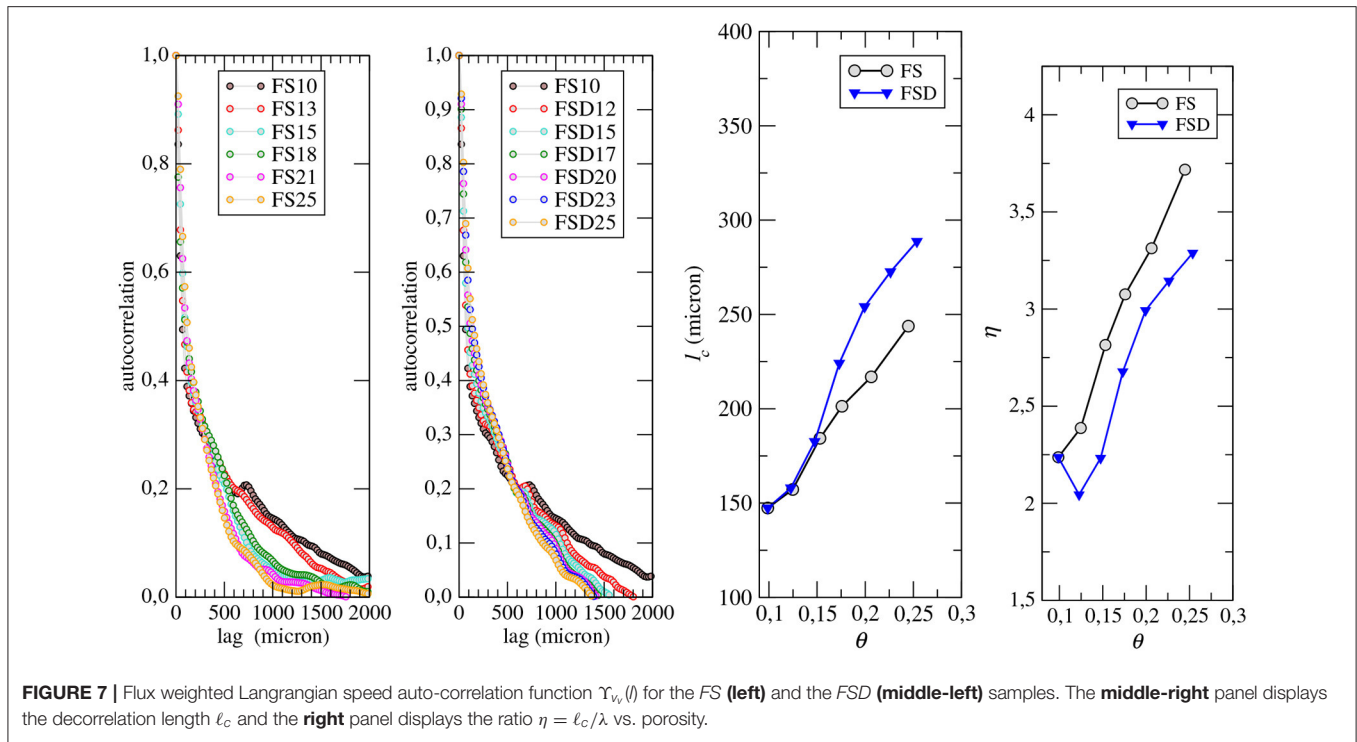 1,0
0,8
0,6
0,4
0,2
0,0
autocorrelation
0
500
1000
1500
2000
lag (micron)
FS10
FS13
FS15
FS18
FS21
FS25
1,0
0,9
0,8
0,7
0,6
0,5
0,4
0,3
0,2
0,1
0,0
autocorrelation
0
500
1000
1500
2000
lag (micron)
FS10
FSD12
FSD15
FSD17
FSD20
FSD23
FSD25
400
350
300
250
200
150
100
l_c (micron)
0,1
0,15
0,2
0,25
0,3
θ
FS
FSD
4
3,5
3
2,5
2
1,5
η
0,1
0,15
0,2
0,25
0,3
θ
FS
FSD
FIGURE 7 | Flux weighted Langrangian speed auto-correlation function ϒ_{v_v}(l) for the FS (left) and the FSD (middle-left) samples. The middle-right panel displays
the decorrelation length ℓ_c and the right panel displays the ratio η = ℓ_c/λ vs. porosity.